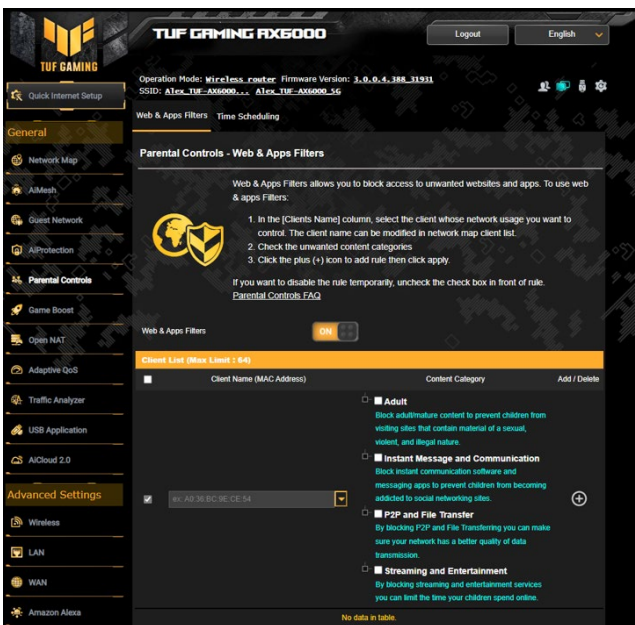 TUF GAMING
TUF GAMING AX6000
Logout
English
Operation Mode: Wireless router Firmware Version: 3.0.0.4.388_31931
SSID: Alex_TUF-AX6000... Alex_TUF-AX6000_5G
Quick Internet Setup
General
Network Map
AiMesh
Guest Network
AiProtection
Parental Controls
Game Boost
Open NAT
Adaptive QoS
Traffic Analyzer
USB Application
AiCloud 2.0
Advanced Settings
Wireless
LAN
WAN
Amazon Alexa
Web & Apps Filters Time Scheduling
Parental Controls - Web & Apps Filters
Web & Apps Filters allows you to block access to unwanted websites and apps. To use web
& apps Filters:
1. In the [Clients Name] column, select the client whose network usage you want to
control. The client name can be modified in network map client list.
2. Check the unwanted content categories
3. Click the plus (+) icon to add rule then click apply.
If you want to disable the rule temporarily, uncheck the check box in front of rule.
Parental Controls FAQ
Web & Apps Filters
ON
Client List (Max Limit : 64)
Client Name (MAC Address) Content Category Add / Delete
ex: A0:36:BC:9E:CE:54
Adult
Block adult/mature content to prevent children from
visiting sites that contain material of a sexual,
violent, and illegal nature.
Instant Message and Communication
Block instant communication software and
messaging apps to prevent children from becoming
addicted to social networking sites.
P2P and File Transfer
By blocking P2P and File Transferring you can make
sure your network has a better quality of data
transmission.
Streaming and Entertainment
By blocking streaming and entertainment services
you can limit the time your children spend online.
No data in table.